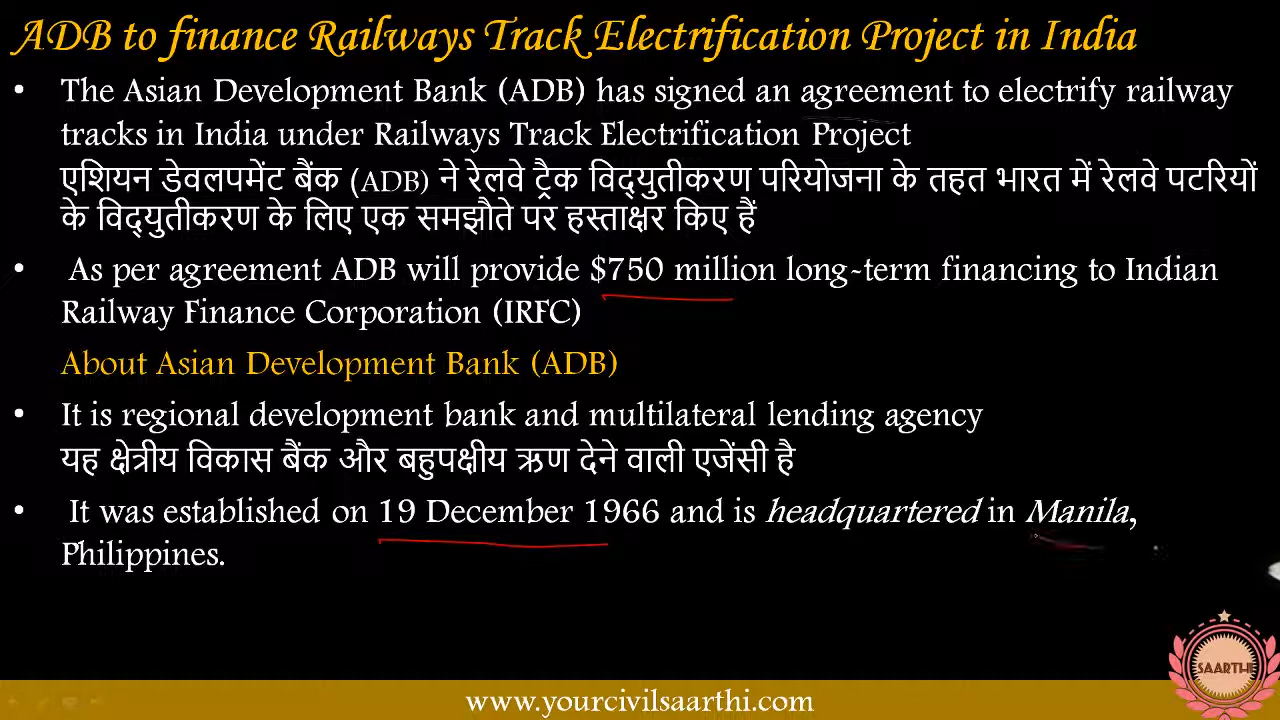 ADB to finance Railways Track Electrification Project in India
• The Asian Development Bank (ADB) has signed an agreement to electrify railway
tracks in India under Railways Track Electrification Project
एशियन डेवलपमेंट बैंक (ADB) ने रेलवे ट्रैक विद्युतीकरण परियोजना के तहत भारत में रेलवे पटरियों
के विद्युतीकरण के लिए एक समझौते पर हस्ताक्षर किए हैं
• As per agreement ADB will provide $750 million long-term financing to Indian
Railway Finance Corporation (IRFC)
About Asian Development Bank (ADB)
• It is regional development bank and multilateral lending agency
यह क्षेत्रीय विकास बैंक और बहुपक्षीय ऋण देने वाली एजेंसी है
• It was established on 19 December 1966 and is headquartered in Manila,
Philippines.
SAARTHI
www.yourcivilsaarthi.com